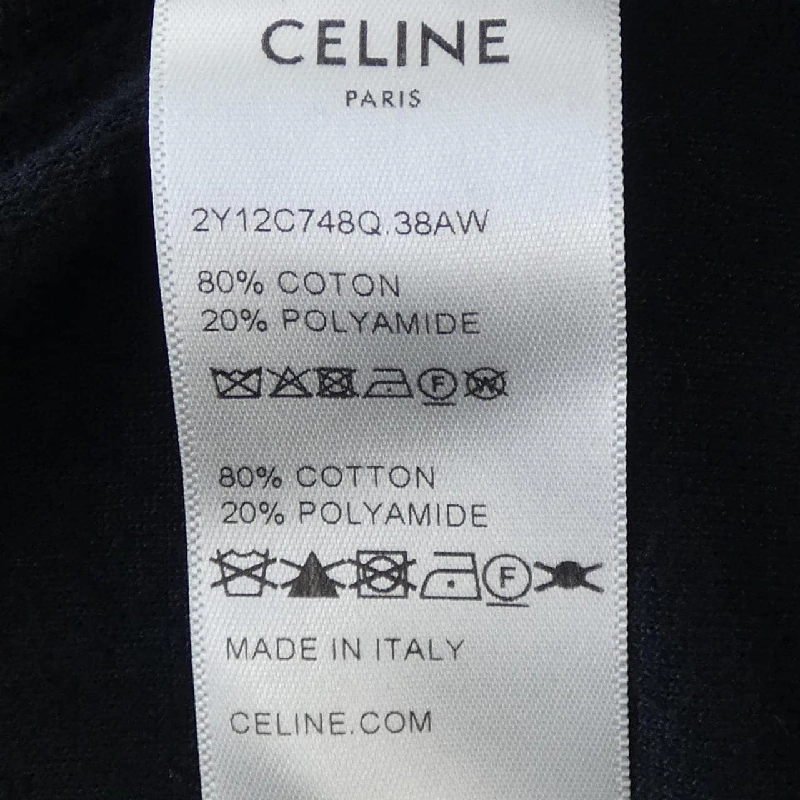 CELINE
PARIS
2Y12C748Q.38AW
80% COTON
20% POLYAMIDE
F W
80% COTTON
20% POLYAMIDE
F
MADE IN ITALY
CELINE.COM